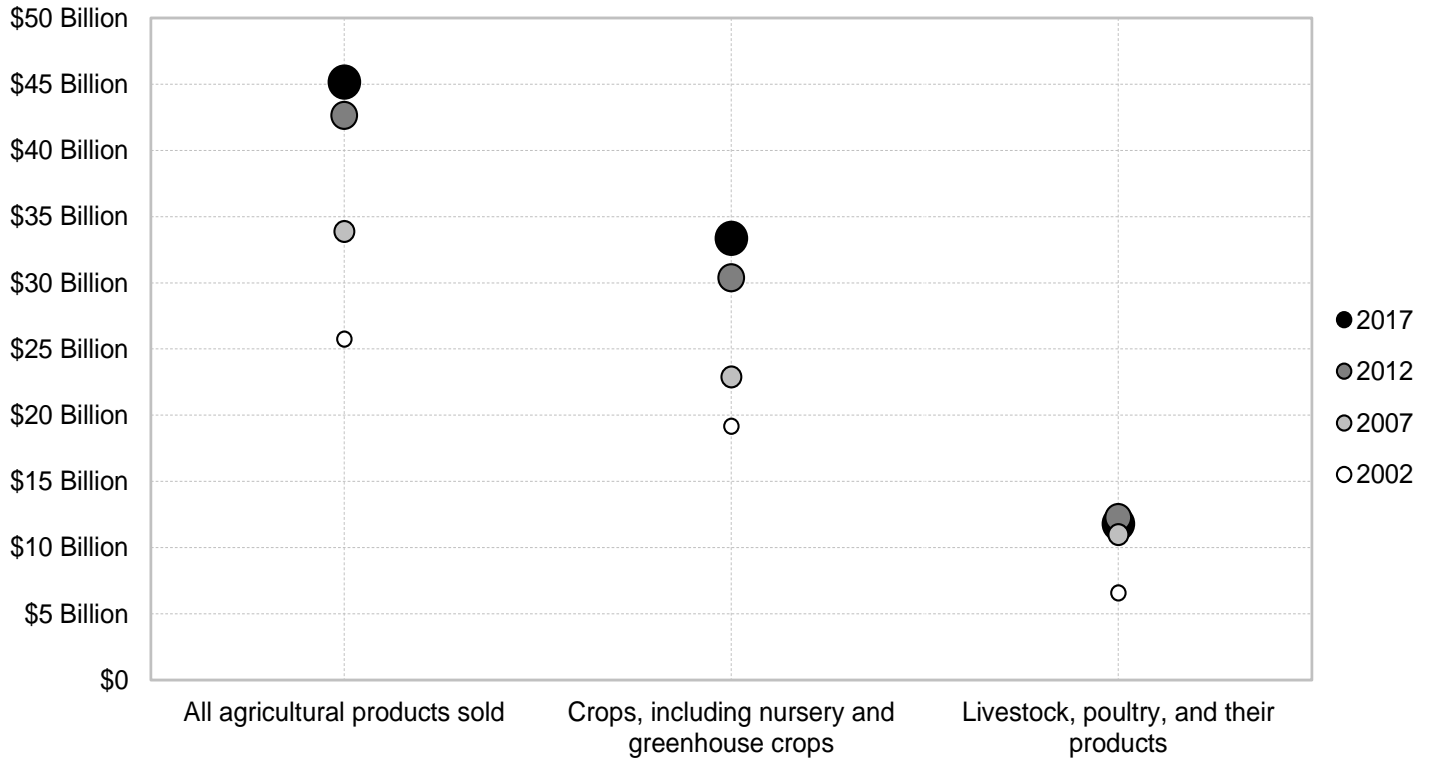 $50 Billion
$45 Billion
$40 Billion
$35 Billion
$30 Billion
$25 Billion
$20 Billion
$15 Billion
$10 Billion
$5 Billion
$0
All agricultural products sold
Crops, including nursery and
greenhouse crops
Livestock, poultry, and their
products
2017
2012
2007
2002